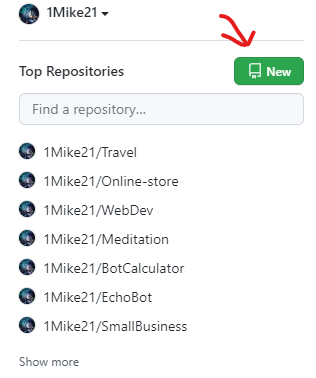 1Mike21
Top Repositories
New
Find a repository...
1Mike21/Travel
1Mike21/Online-store
1Mike21/WebDev
1Mike21/Meditation
1Mike21/BotCalculator
1Mike21/EchoBot
1Mike21/SmallBusiness
Show more